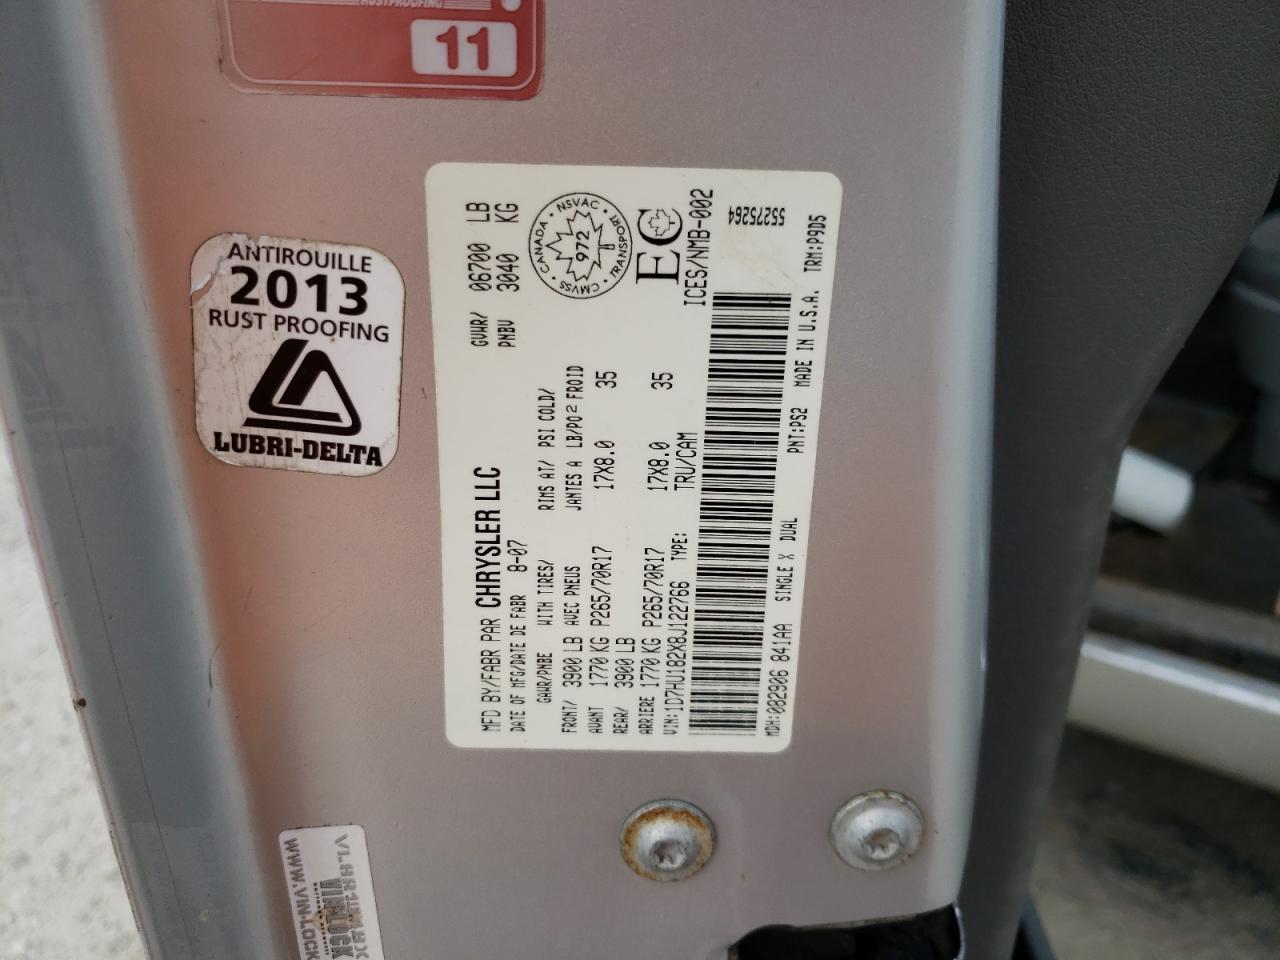 RUSTPROOFING
11
ANTIROUILLE
2013
RUST PROOFING
LUBRI-DELTA
MFD BY/FABR PAR CHRYSLER LLC
DATE OF MFG/DATE DE FABR 8-07
GVWR/ 06700 LB
PNBV 3040 KG
GAWR/PNBE WITH TIRES/ RIMS AT/ PSI COLD/
AVEC PNEUS JANTES A LB/PO² FROID
FRONT/ 3900 LB
AVANT 1770 KG P265/70R17 17X8.0 35
REAR/ 3900 LB
ARRIERE 1770 KG P265/70R17 17X8.0 35
VIN:1D7HU182X8J122766 TYPE: TRU/CAM
CANADA • NSVAC • TRANSPORT • CMVSS •
972
EC
ICES/NMB-002
55275264
MDH:082906 841AA SINGLE X DUAL PNT:PS2 MADE IN U.S.A. TRM:P9D5
VINLOCK
WWW.VIN-LOCK